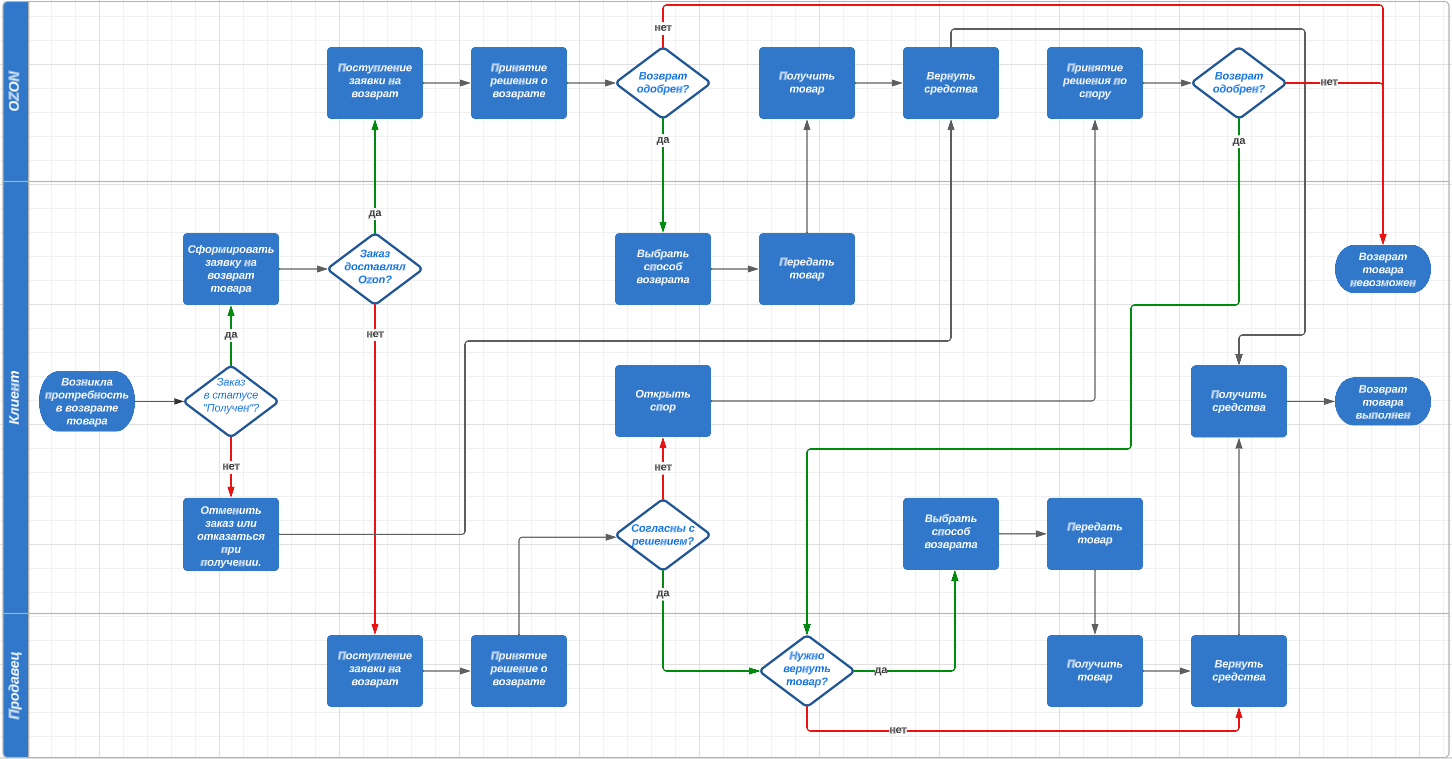 OZON
нет
Поступление
заявки на
возврат
Принятие
решения о
возврате
Возврат
одобрен?
Получить
товар
Вернуть
средства
Принятие
решения по
спору
Возврат
одобрен?
нет
да
да
Клиент
да
Сформировать
заявку на
возврат
товара
Заказ
доставлял
Ozon?
Выбрать
способ
возврата
Передать
товар
Возврат
товара
невозможен
да
нет
Возникла
протребность
в возврате
товара
Заказ
в статусе
"Получен"?
Открыть
спор
Получить
средства
Возврат
товара
выполнен
нет
нет
Отменить
заказ или
отказаться
при
получении.
Согласны с
решением?
Выбрать
способ
возврата
Передать
товар
да
Продавец
Поступление
заявки на
возврат
Принятие
решение о
возврате
Нужно
вернуть
товар?
да
Получить
товар
Вернуть
средства
нет